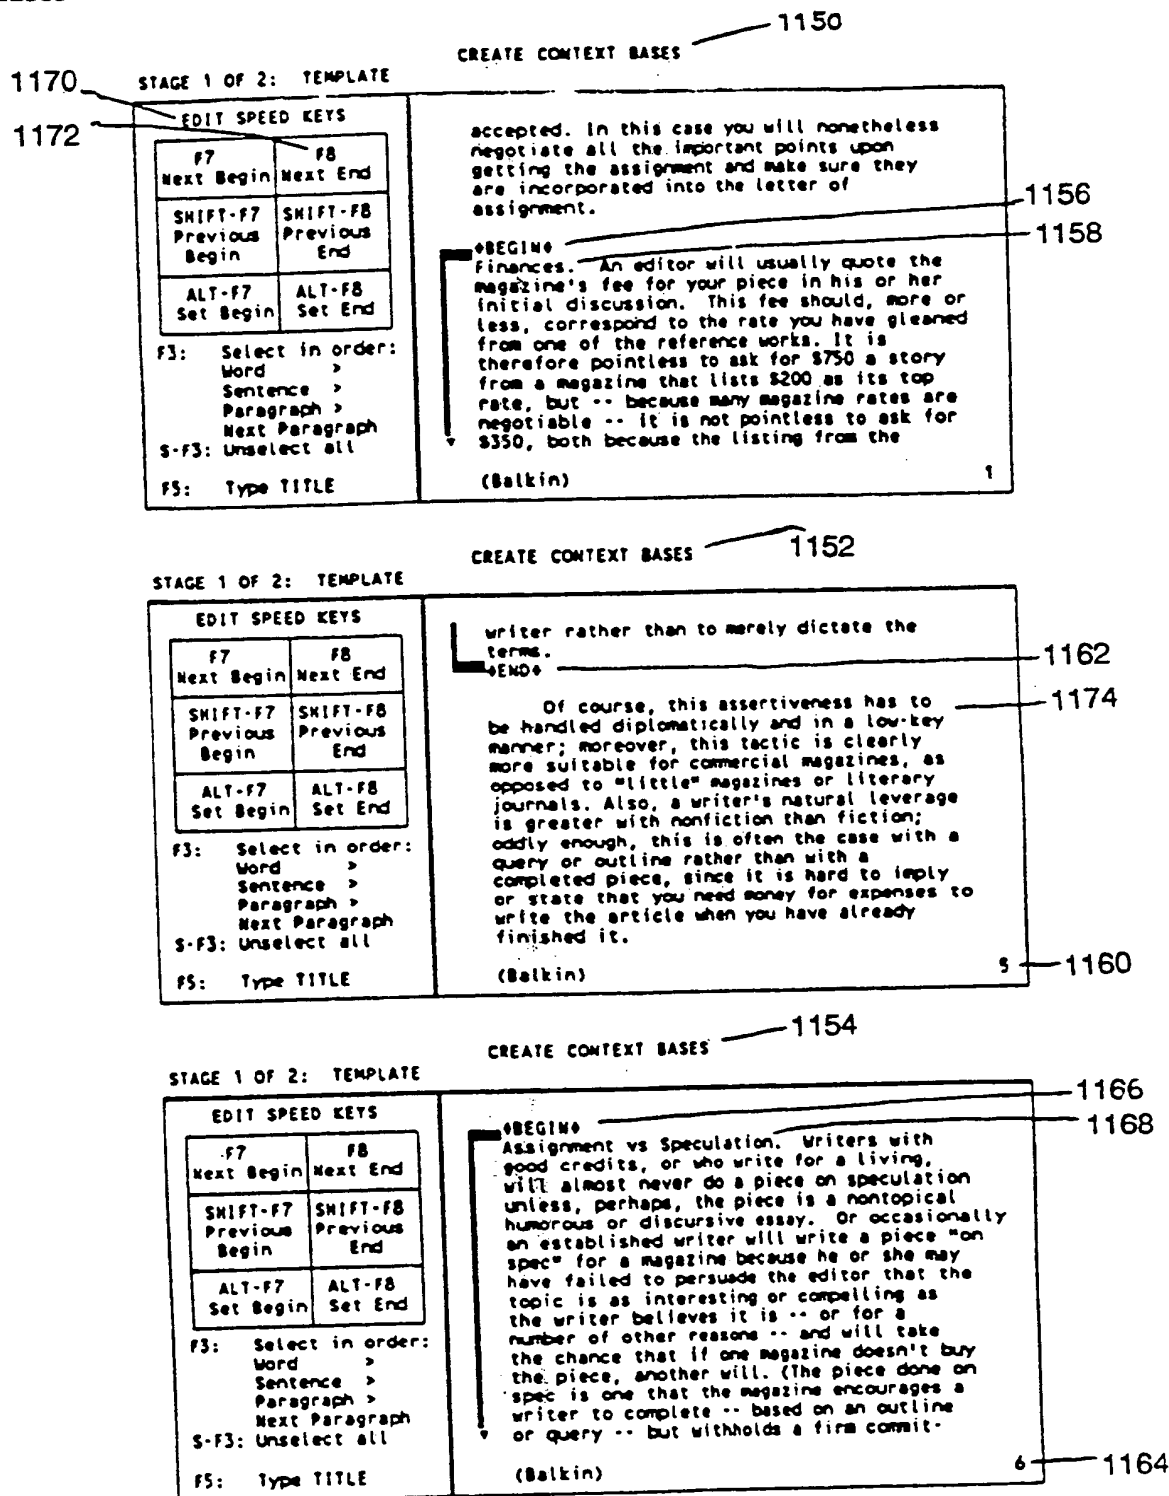 1150
CREATE CONTEXT BASES
STAGE 1 OF 2: TEMPLATE
1170
1172
EDIT SPEED KEYS
F7 Next Begin
F8 Next End
SHIFT-F7 Previous Begin
SHIFT-F8 Previous End
ALT-F7 Set Begin
ALT-F8 Set End
F3: Select in order:
Word >
Sentence >
Paragraph >
Next Paragraph
S-F3: Unselect all
F5: Type TITLE
accepted. In this case you will nonetheless
negotiate all the important points upon
getting the assignment and make sure they
are incorporated into the letter of
assignment.
1156
1158
♦BEGIN♦
Finances. An editor will usually quote the
magazine's fee for your piece in his or her
initial discussion. This fee should, more or
less, correspond to the rate you have gleaned
from one of the reference works. It is
therefore pointless to ask for $750 a story
from a magazine that lists $200 as its top
rate, but -- because many magazine rates are
negotiable -- it is not pointless to ask for
$350, both because the listing from the
(Balkin)
1
1152
CREATE CONTEXT BASES
STAGE 1 OF 2: TEMPLATE
EDIT SPEED KEYS
F7 Next Begin
F8 Next End
SHIFT-F7 Previous Begin
SHIFT-F8 Previous End
ALT-F7 Set Begin
ALT-F8 Set End
F3: Select in order:
Word >
Sentence >
Paragraph >
Next Paragraph
S-F3: Unselect all
F5: Type TITLE
writer rather than to merely dictate the
terms.
♦END♦
1162
1174
Of course, this assertiveness has to
be handled diplomatically and in a low-key
manner; moreover, this tactic is clearly
more suitable for commercial magazines, as
opposed to "little" magazines or literary
journals. Also, a writer's natural leverage
is greater with nonfiction than fiction;
oddly enough, this is often the case with a
query or outline rather than with a
completed piece, since it is hard to imply
or state that you need money for expenses to
write the article when you have already
finished it.
(Balkin)
5
1160
1154
CREATE CONTEXT BASES
STAGE 1 OF 2: TEMPLATE
EDIT SPEED KEYS
F7 Next Begin
F8 Next End
SHIFT-F7 Previous Begin
SHIFT-F8 Previous End
ALT-F7 Set Begin
ALT-F8 Set End
F3: Select in order:
Word >
Sentence >
Paragraph >
Next Paragraph
S-F3: Unselect all
F5: Type TITLE
1166
1168
♦BEGIN♦
Assignment vs Speculation. Writers with
good credits, or who write for a living,
will almost never do a piece on speculation
unless, perhaps, the piece is a nontopical
humorous or discursive essay. Or occasionally
an established writer will write a piece "on
spec" for a magazine because he or she may
have failed to persuade the editor that the
topic is as interesting or compelling as
the writer believes it is -- or for a
number of other reasons -- and will take
the chance that if one magazine doesn't buy
the piece, another will. (The piece done on
spec is one that the magazine encourages a
writer to complete -- based on an outline
or query -- but withholds a firm commit-
(Balkin)
6
1164